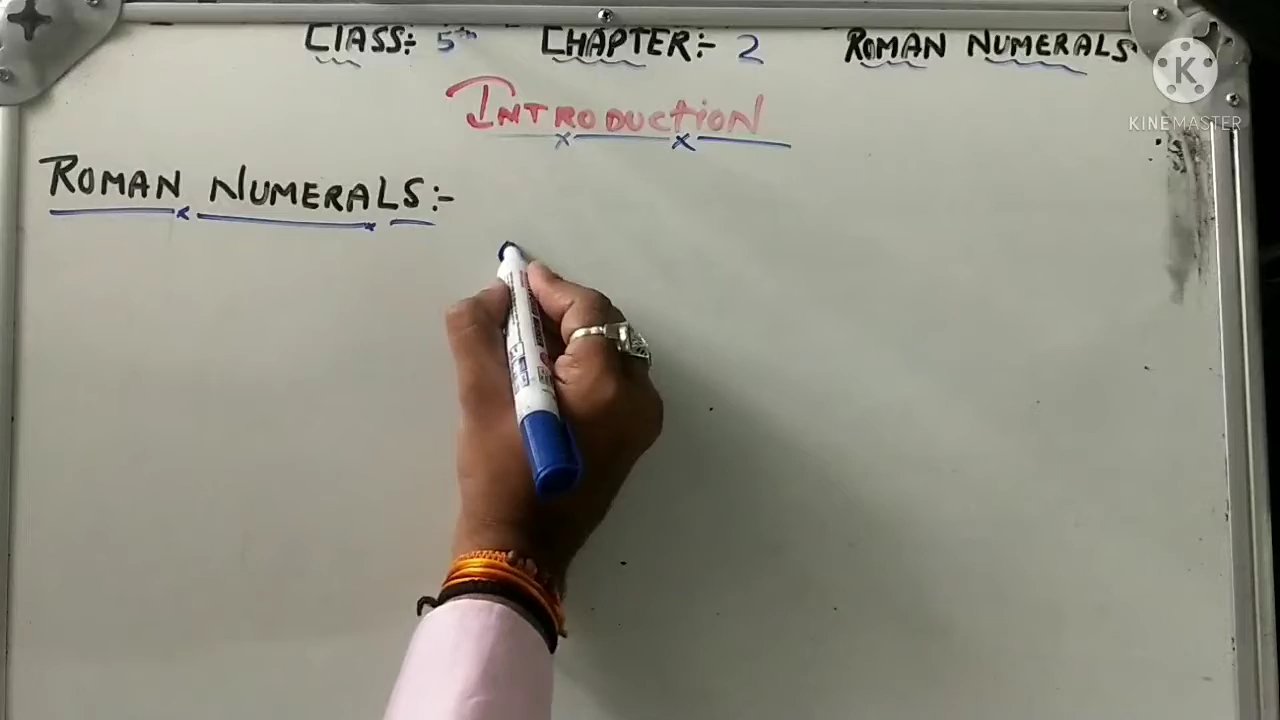 CLASS:- 5th CHAPTER:- 2 ROMAN NUMERALS
INTRODUCTION
ROMAN NUMERALS:-
K
KINEMASTER